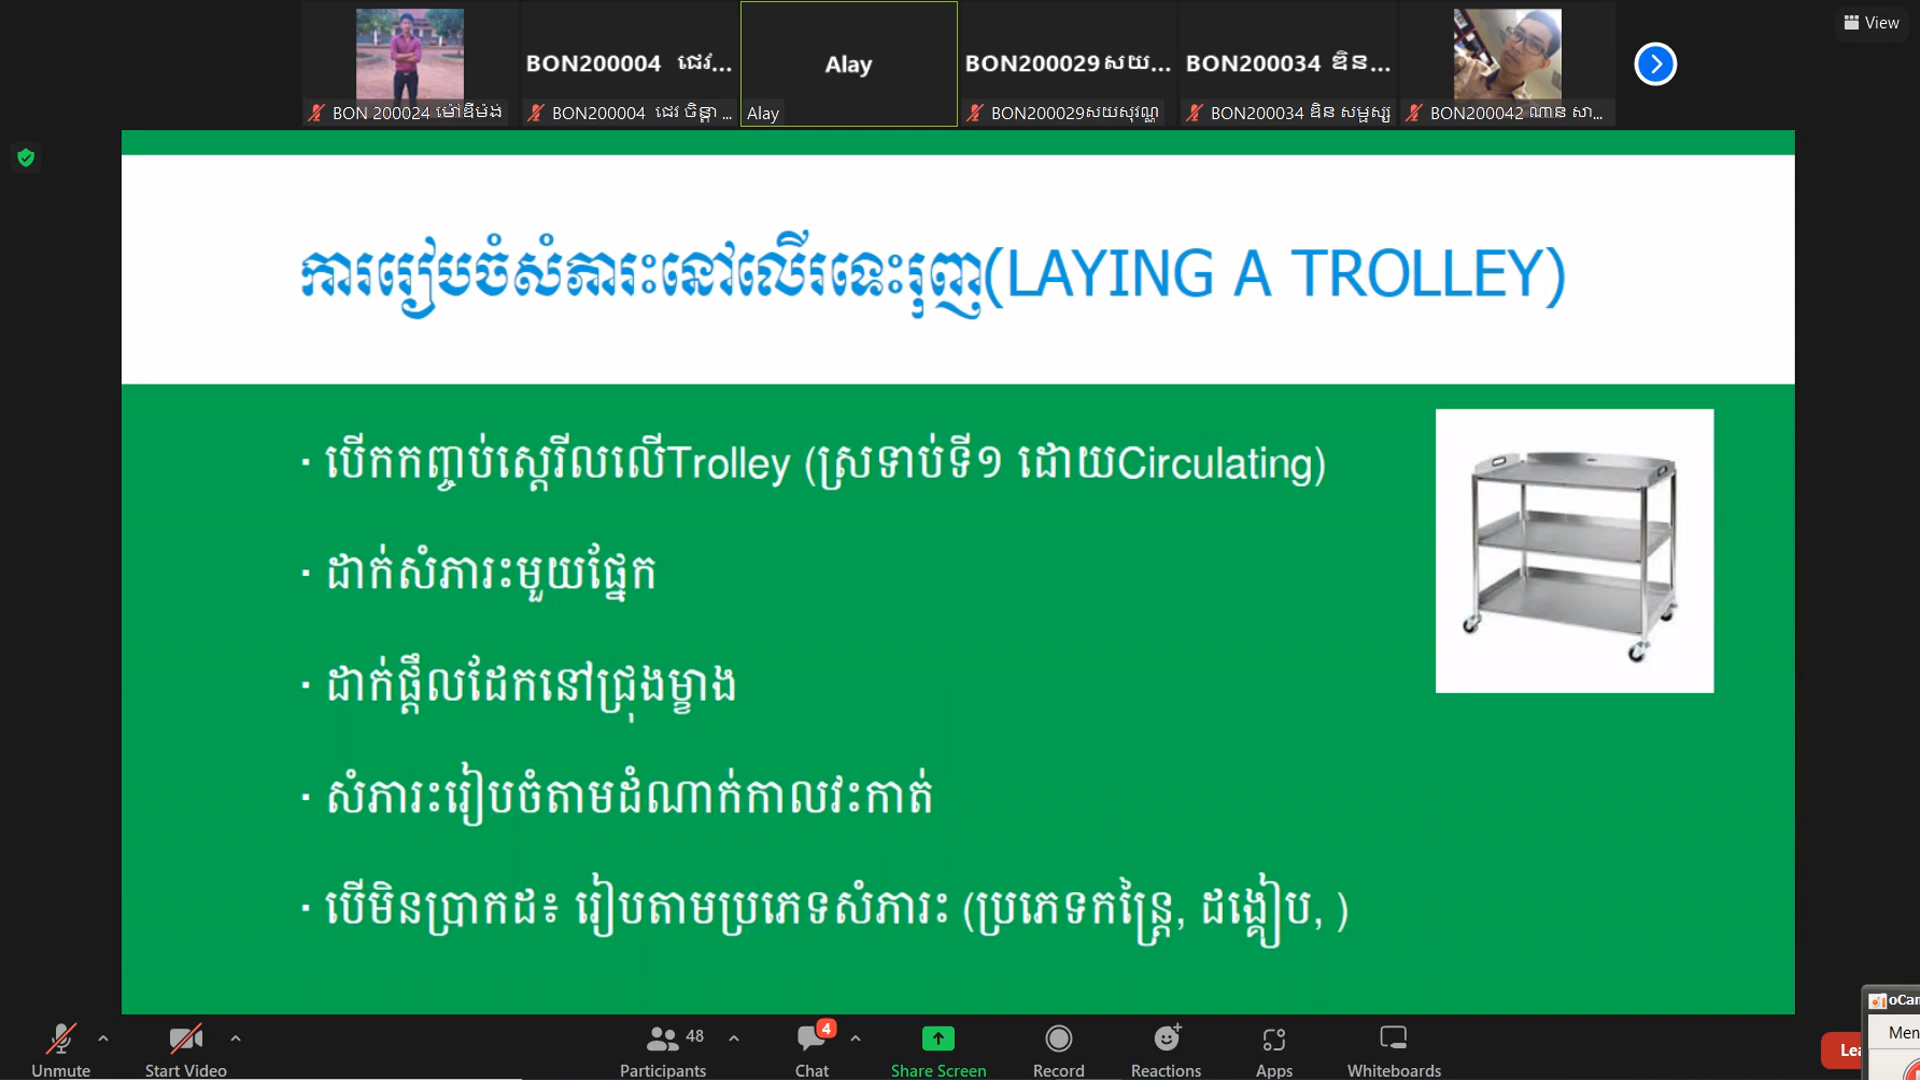 View
BON200004 ជេវ...
Alay
BON200029សយ...
BON200034 ឌិន...
BON 200024 ម៉ៅឌីម៉ង់
BON200004 ជេវ ចិន្តា ...
Alay
BON200029សយសុវណ្ណ
BON200034 ឌិន សម្ផស្ស
BON200042 ណាន សា...
ការរៀបចំសំភារះនៅលើរទេះរុញ(LAYING A TROLLEY)
· បើកកញ្ចប់ស្តេរីលលើTrolley (ស្រទាប់ទី១ ដោយCirculating)
· ដាក់សំភារះមួយផ្នែក
· ដាក់ផ្តឹលដែកនៅជ្រុងម្ខាង
· សំភារះរៀបចំតាមដំណាក់កាលវះកាត់
· បើមិនប្រាកដ៖ រៀបតាមប្រភេទសំភារះ (ប្រភេទកន្ត្រៃ, ដង្គៀប, )
oCam
Men
48
4
Lea
Unmute
Start Video
Participants
Chat
Share Screen
Record
Reactions
Apps
Whiteboards